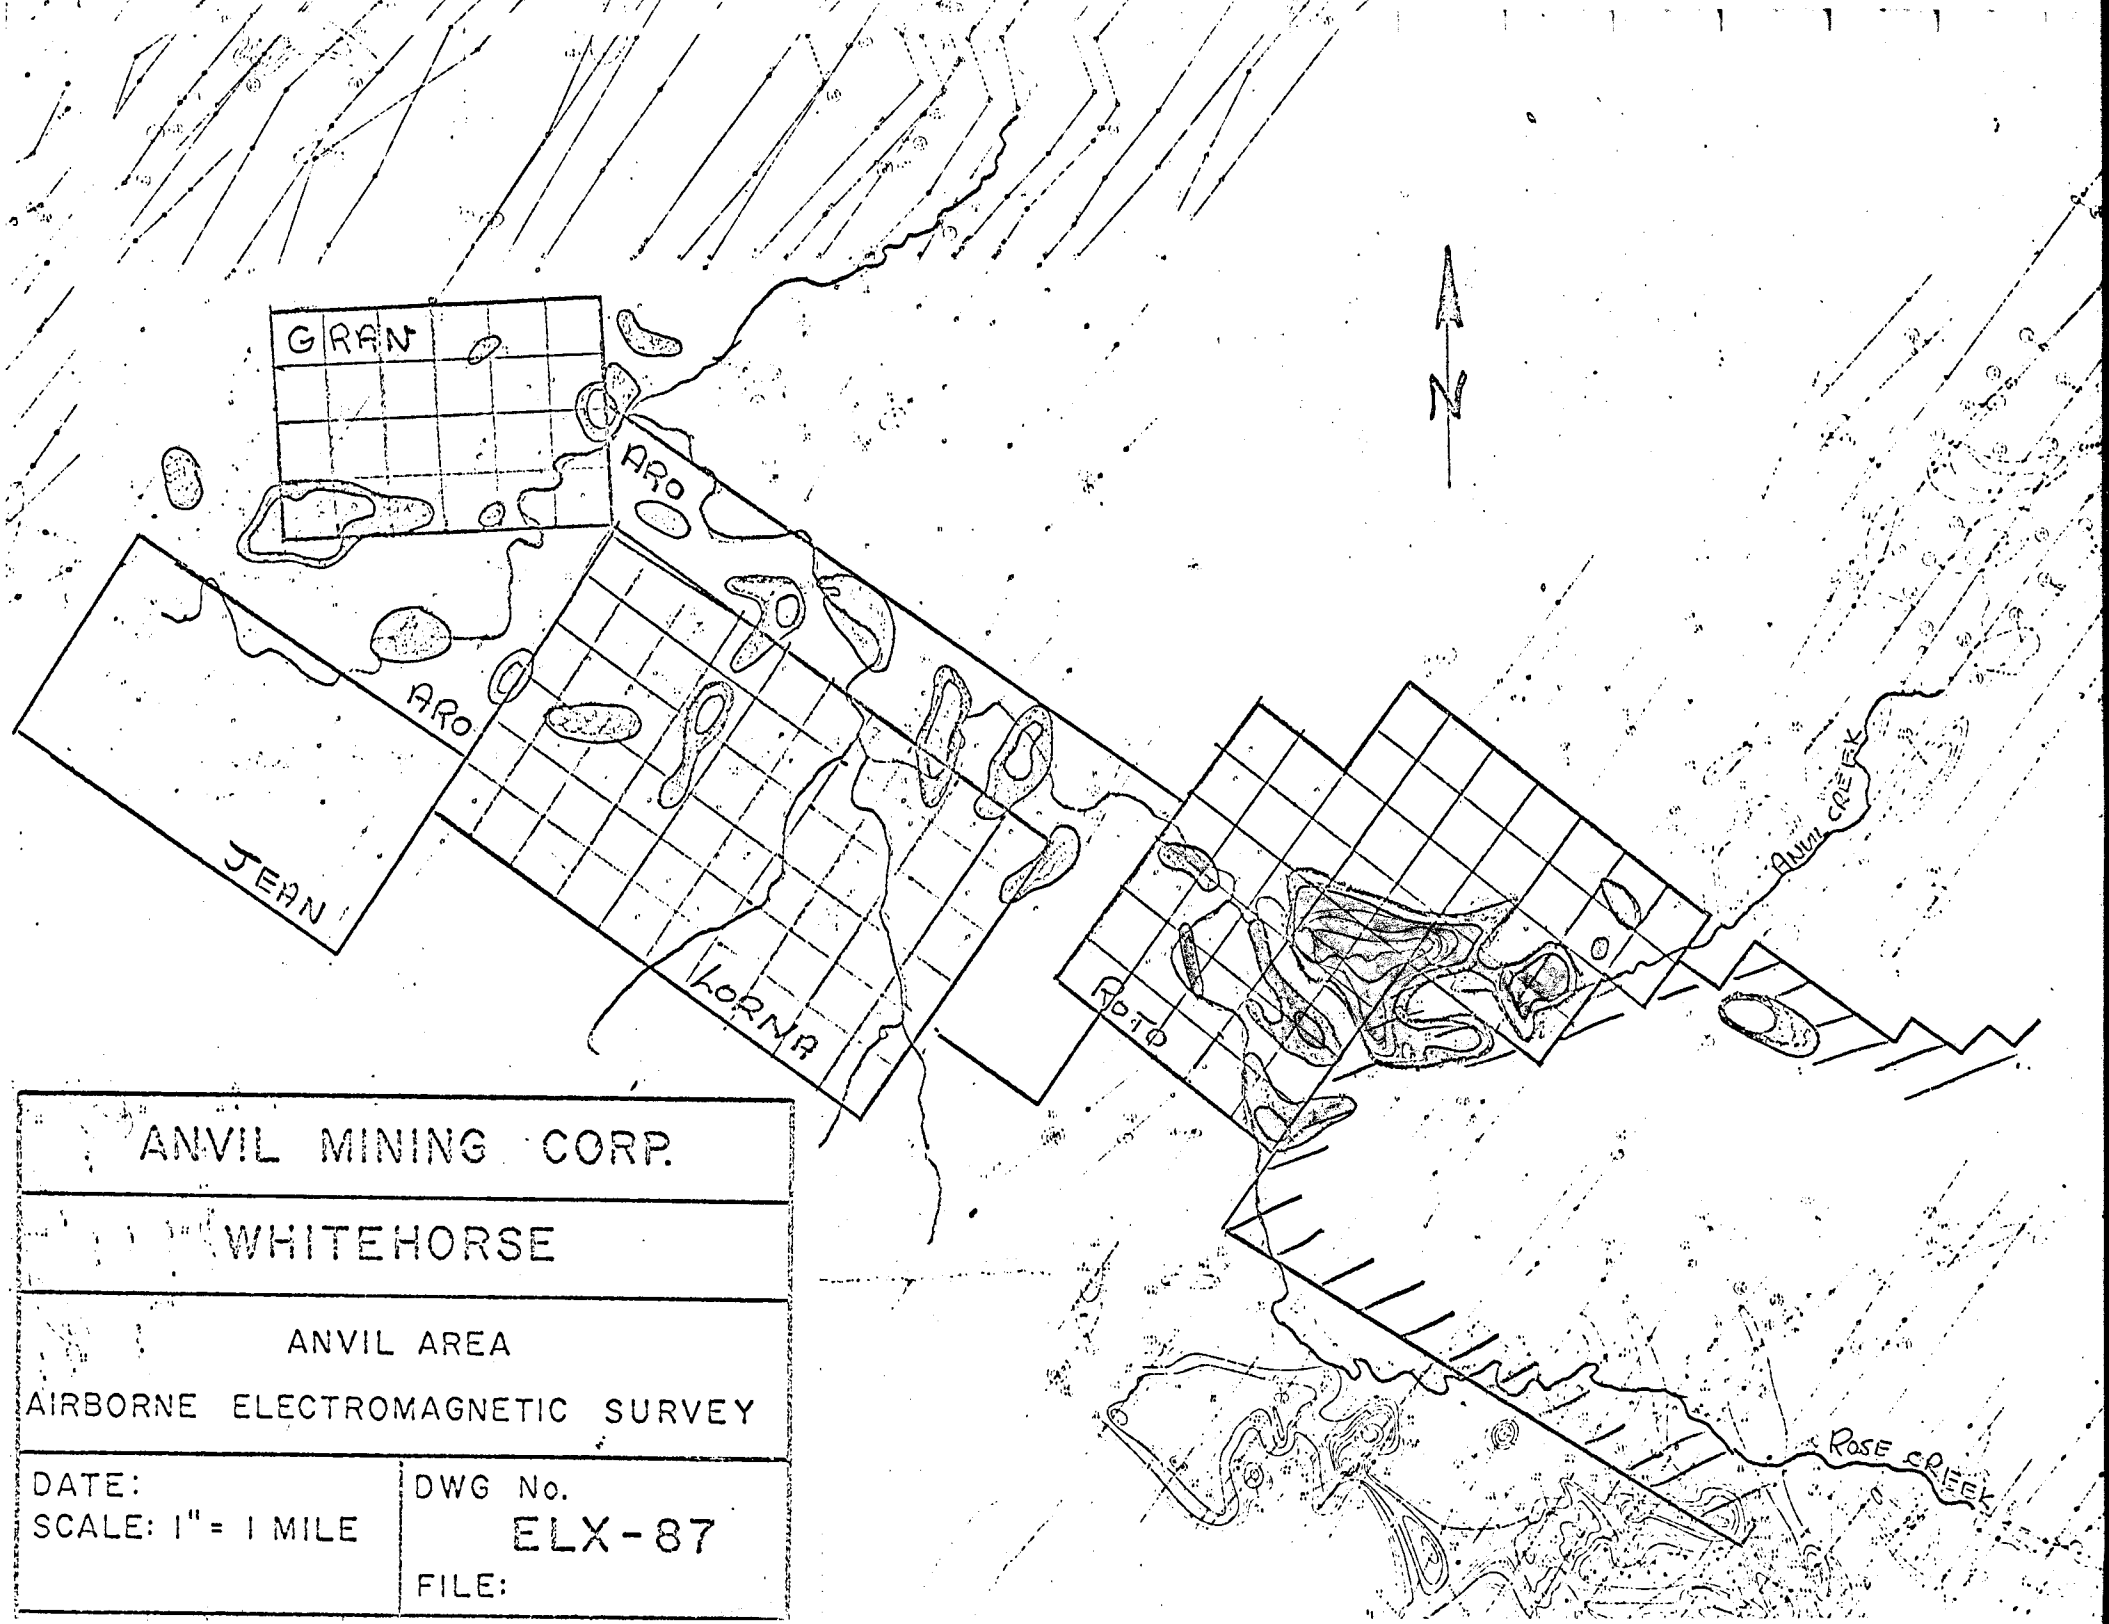 GRAN
N
ARO
ARO
JEAN
LORNA
ROTO
ANVIL CREEK
ROSE CREEK
ANVIL MINING CORP.
WHITEHORSE
ANVIL AREA
AIRBORNE ELECTROMAGNETIC SURVEY
DATE:
SCALE: 1" = 1 MILE
DWG No.
ELX-87
FILE: